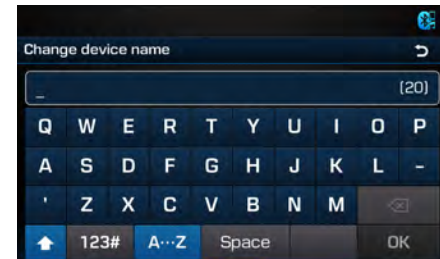 Change device name
_ (20)
Q W E R T Y U I O P
A S D F G H J K L -
' Z X C V B N M
123# A···Z Space OK